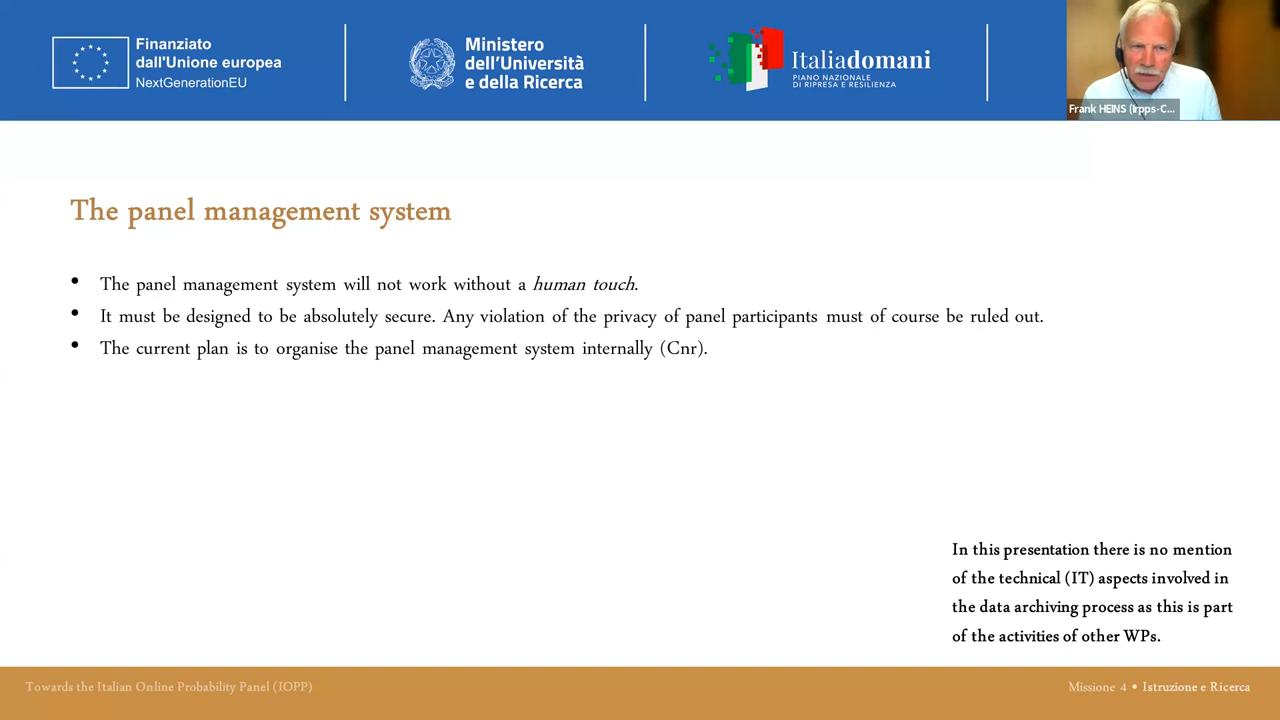 Finanziato
dall'Unione europea
NextGenerationEU
Ministero
dell'Università
e della Ricerca
Italiadomani
PIANO NAZIONALE
DI RIPRESA E RESILIENZA
Frank HEINS (Irpps-C...
The panel management system
• The panel management system will not work without a human touch.
• It must be designed to be absolutely secure. Any violation of the privacy of panel participants must of course be ruled out.
• The current plan is to organise the panel management system internally (Cnr).
In this presentation there is no mention
of the technical (IT) aspects involved in
the data archiving process as this is part
of the activities of other WPs.
Towards the Italian Online Probability Panel (IOPP)
Missione 4 • Istruzione e Ricerca